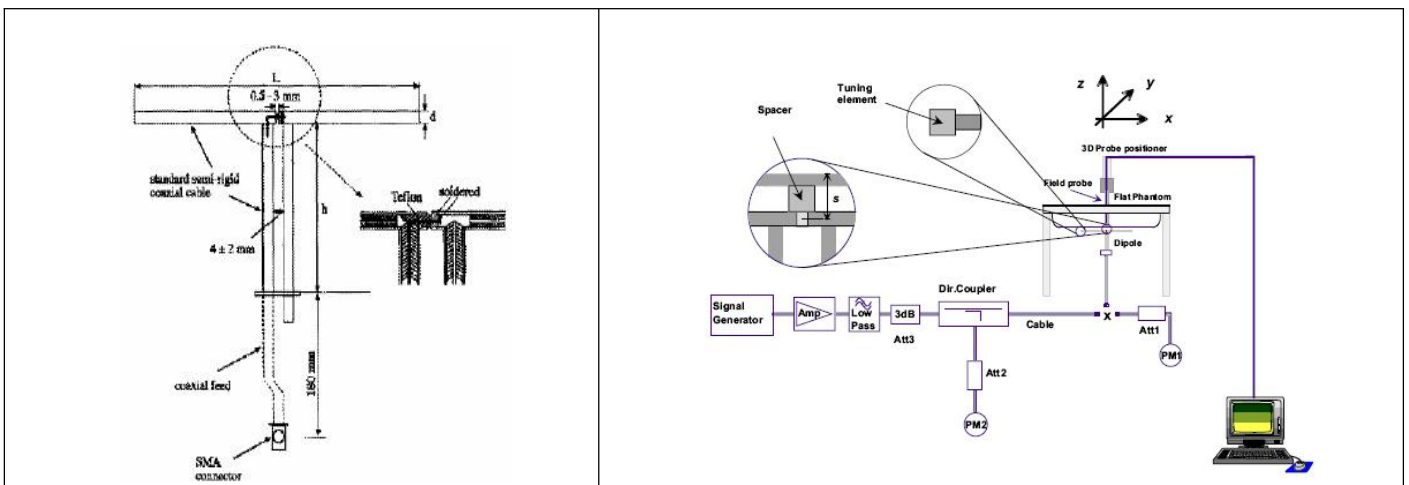 L
0.5 - 3 mm
d
standard semi-rigid
coaxial cable
h
Teflon
soldered
4 ± 2 mm
coaxial feed
180 mm
SMA
connector
Tuning
element
Spacer
s
z
y
x
3D Probe positioner
Field probe
Flat Phantom
Dipole
Signal
Generator
Amp
Low
Pass
3dB
Att3
Dir.Coupler
Cable
x
Att1
PM1
Att2
PM2